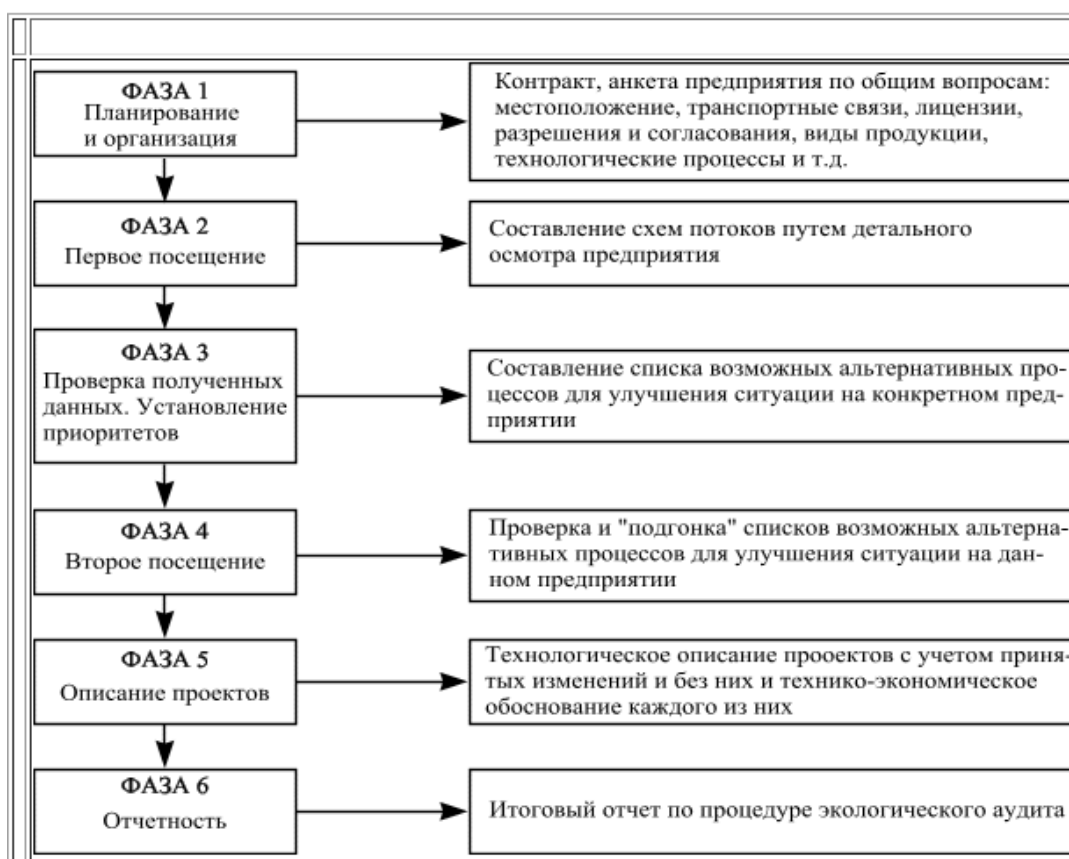 ФАЗА 1
Планирование
и организация
Контракт, анкета предприятия по общим вопросам:
местоположение, транспортные связи, лицензии,
разрешения и согласования, виды продукции,
технологические процессы и т.д.
ФАЗА 2
Первое посещение
Составление схем потоков путем детального
осмотра предприятия
ФАЗА 3
Проверка полученных
данных. Установление
приоритетов
Составление списка возможных альтернативных про-
цессов для улучшения ситуации на конкретном пред-
приятии
ФАЗА 4
Второе посещение
Проверка и "подгонка" списков возможных альтерна-
тивных процессов для улучшения ситуации на дан-
ном предприятии
ФАЗА 5
Описание проектов
Технологическое описание прооектов с учетом приня-
тых изменений и без них и технико-экономическое
обоснование каждого из них
ФАЗА 6
Отчетность
Итоговый отчет по процедуре экологического аудита